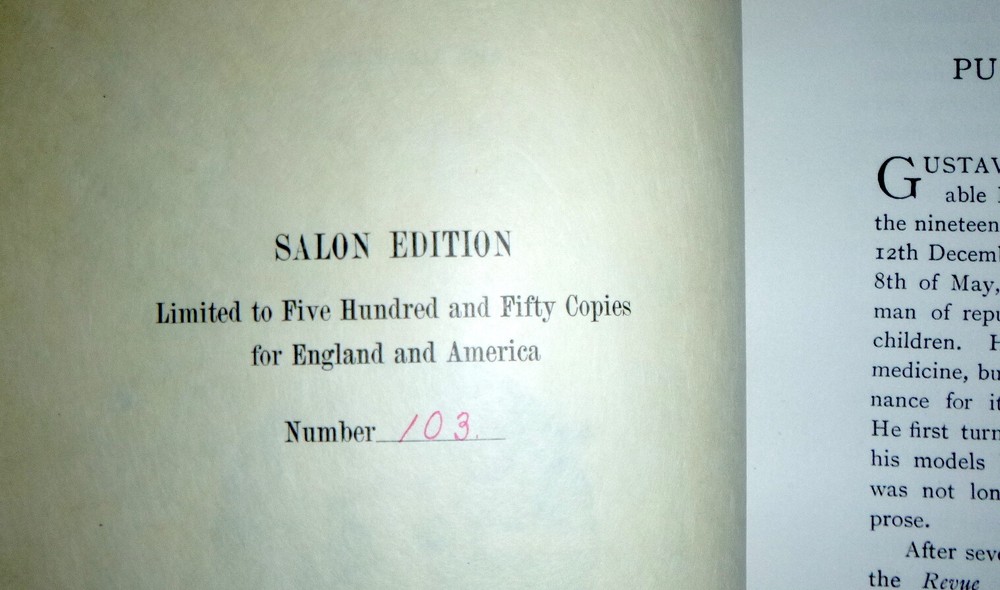 SALON EDITION
Limited to Five Hundred and Fifty Copies
for England and America
Number 103.
PU
GUSTAV
able
the nineteen
12th Decem
8th of May,
man of repu
children. H
medicine, bu
nance for it
He first turn
his models
was not lon
prose.
After seve
the Revue